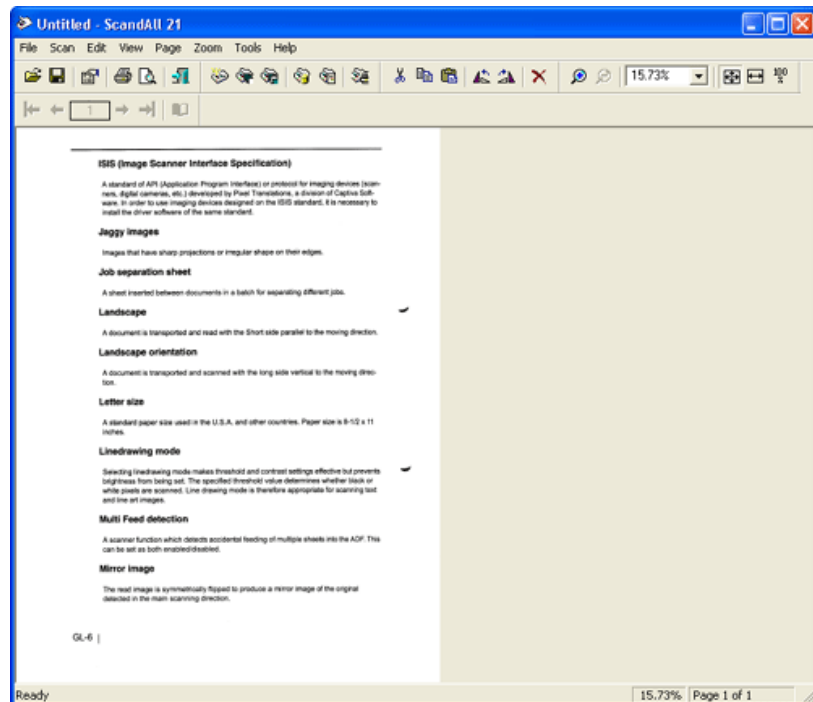 Untitled - ScandAll 21
File Scan Edit View Page Zoom Tools Help
15.73%
100
%
1
ISIS (Image Scanner Interface Specification)
A standard of API (Application Program Interface) or protocol for imaging devices (scan-
ners, digital cameras, etc.) developed by Pixel Translations, a division of Captiva Soft-
ware. In order to use imaging devices designed on the ISIS standard, it is necessary to
install the driver software of the same standard.
Jaggy images
Images that have sharp projections or irregular shape on their edges.
Job separation sheet
A sheet inserted between documents in a batch for separating different jobs.
Landscape
A document is transported and read with the Short side parallel to the moving direction.
Landscape orientation
A document is transported and scanned with the long side vertical to the moving direc-
tion.
Letter size
A standard paper size used in the U.S.A. and other countries. Paper size is 8-1/2 x 11
inches.
Linedrawing mode
Selecting linedrawing mode makes threshold and contrast settings effective but prevents
brightness from being set. The specified threshold value determines whether black or
white pixels are scanned. Line drawing mode is therefore appropriate for scanning text
and line art images.
Multi Feed detection
A scanner function which detects accidental feeding of multiple sheets into the ADF. This
can be set as both enabled/disabled.
Mirror image
The read image is symmetrically flipped to produce a mirror image of the original
detected in the main scanning direction.
GL-6 |
Ready
15.73% Page 1 of 1